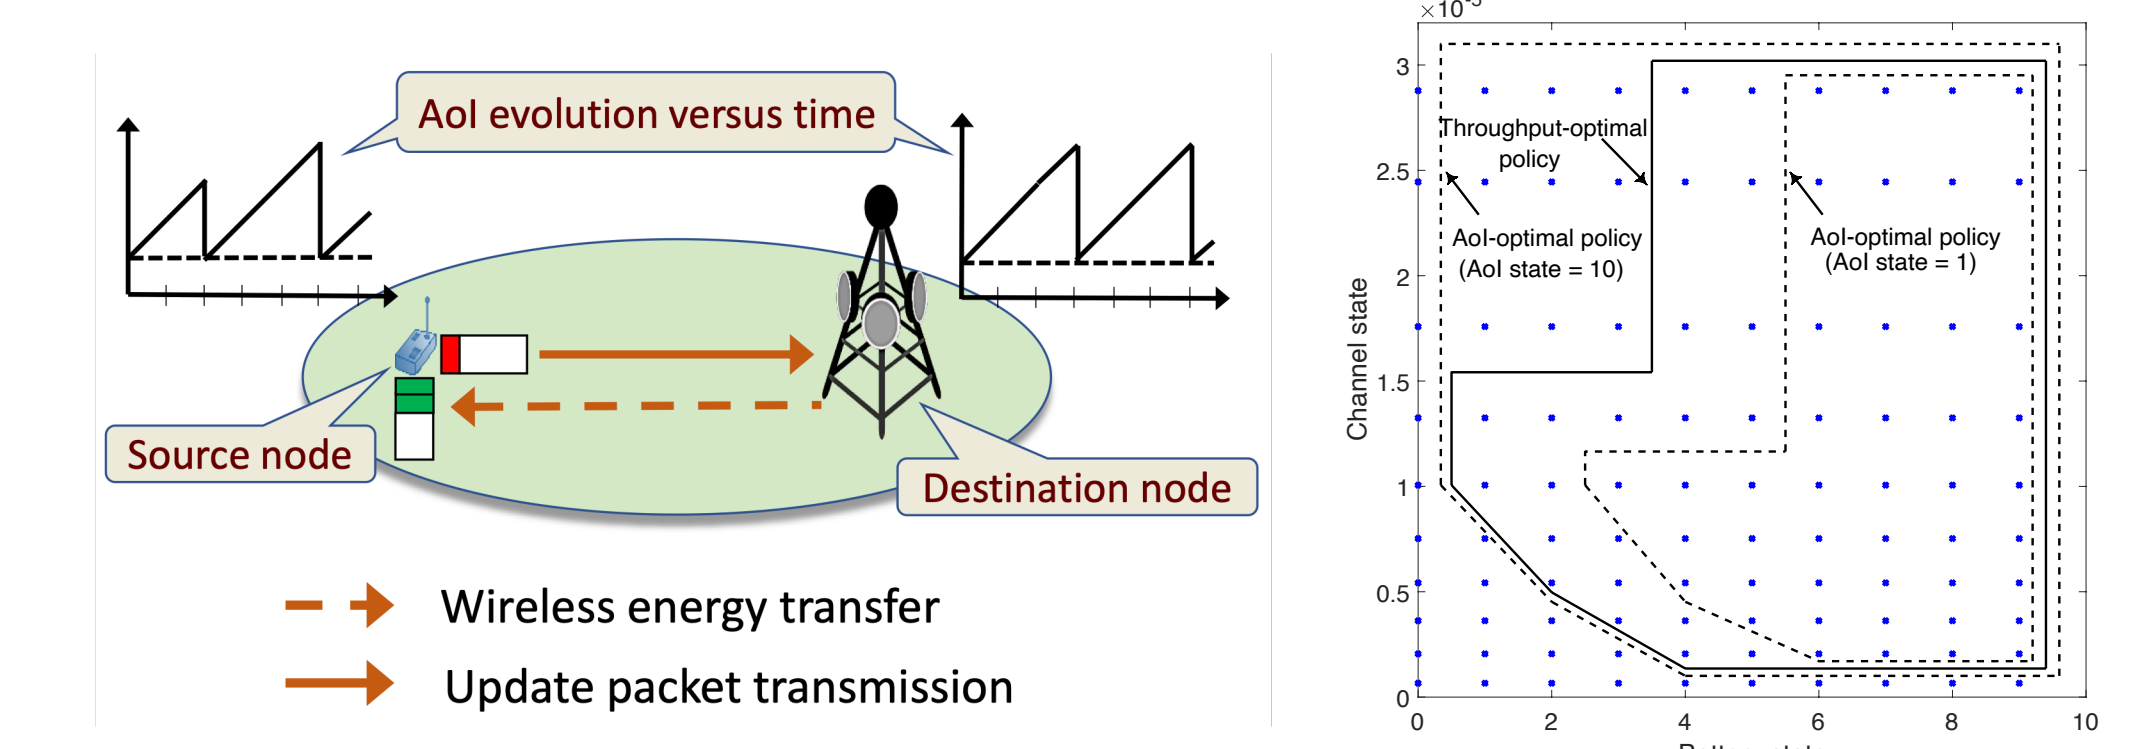 AoI evolution versus time
Source node
Destination node
Wireless energy transfer
Update packet transmission
×10
3
2.5
2
1.5
1
0.5
0
Channel state
Throughput-optimal
policy
AoI-optimal policy
(AoI state = 10)
AoI-optimal policy
(AoI state = 1)
0
2
4
6
8
10